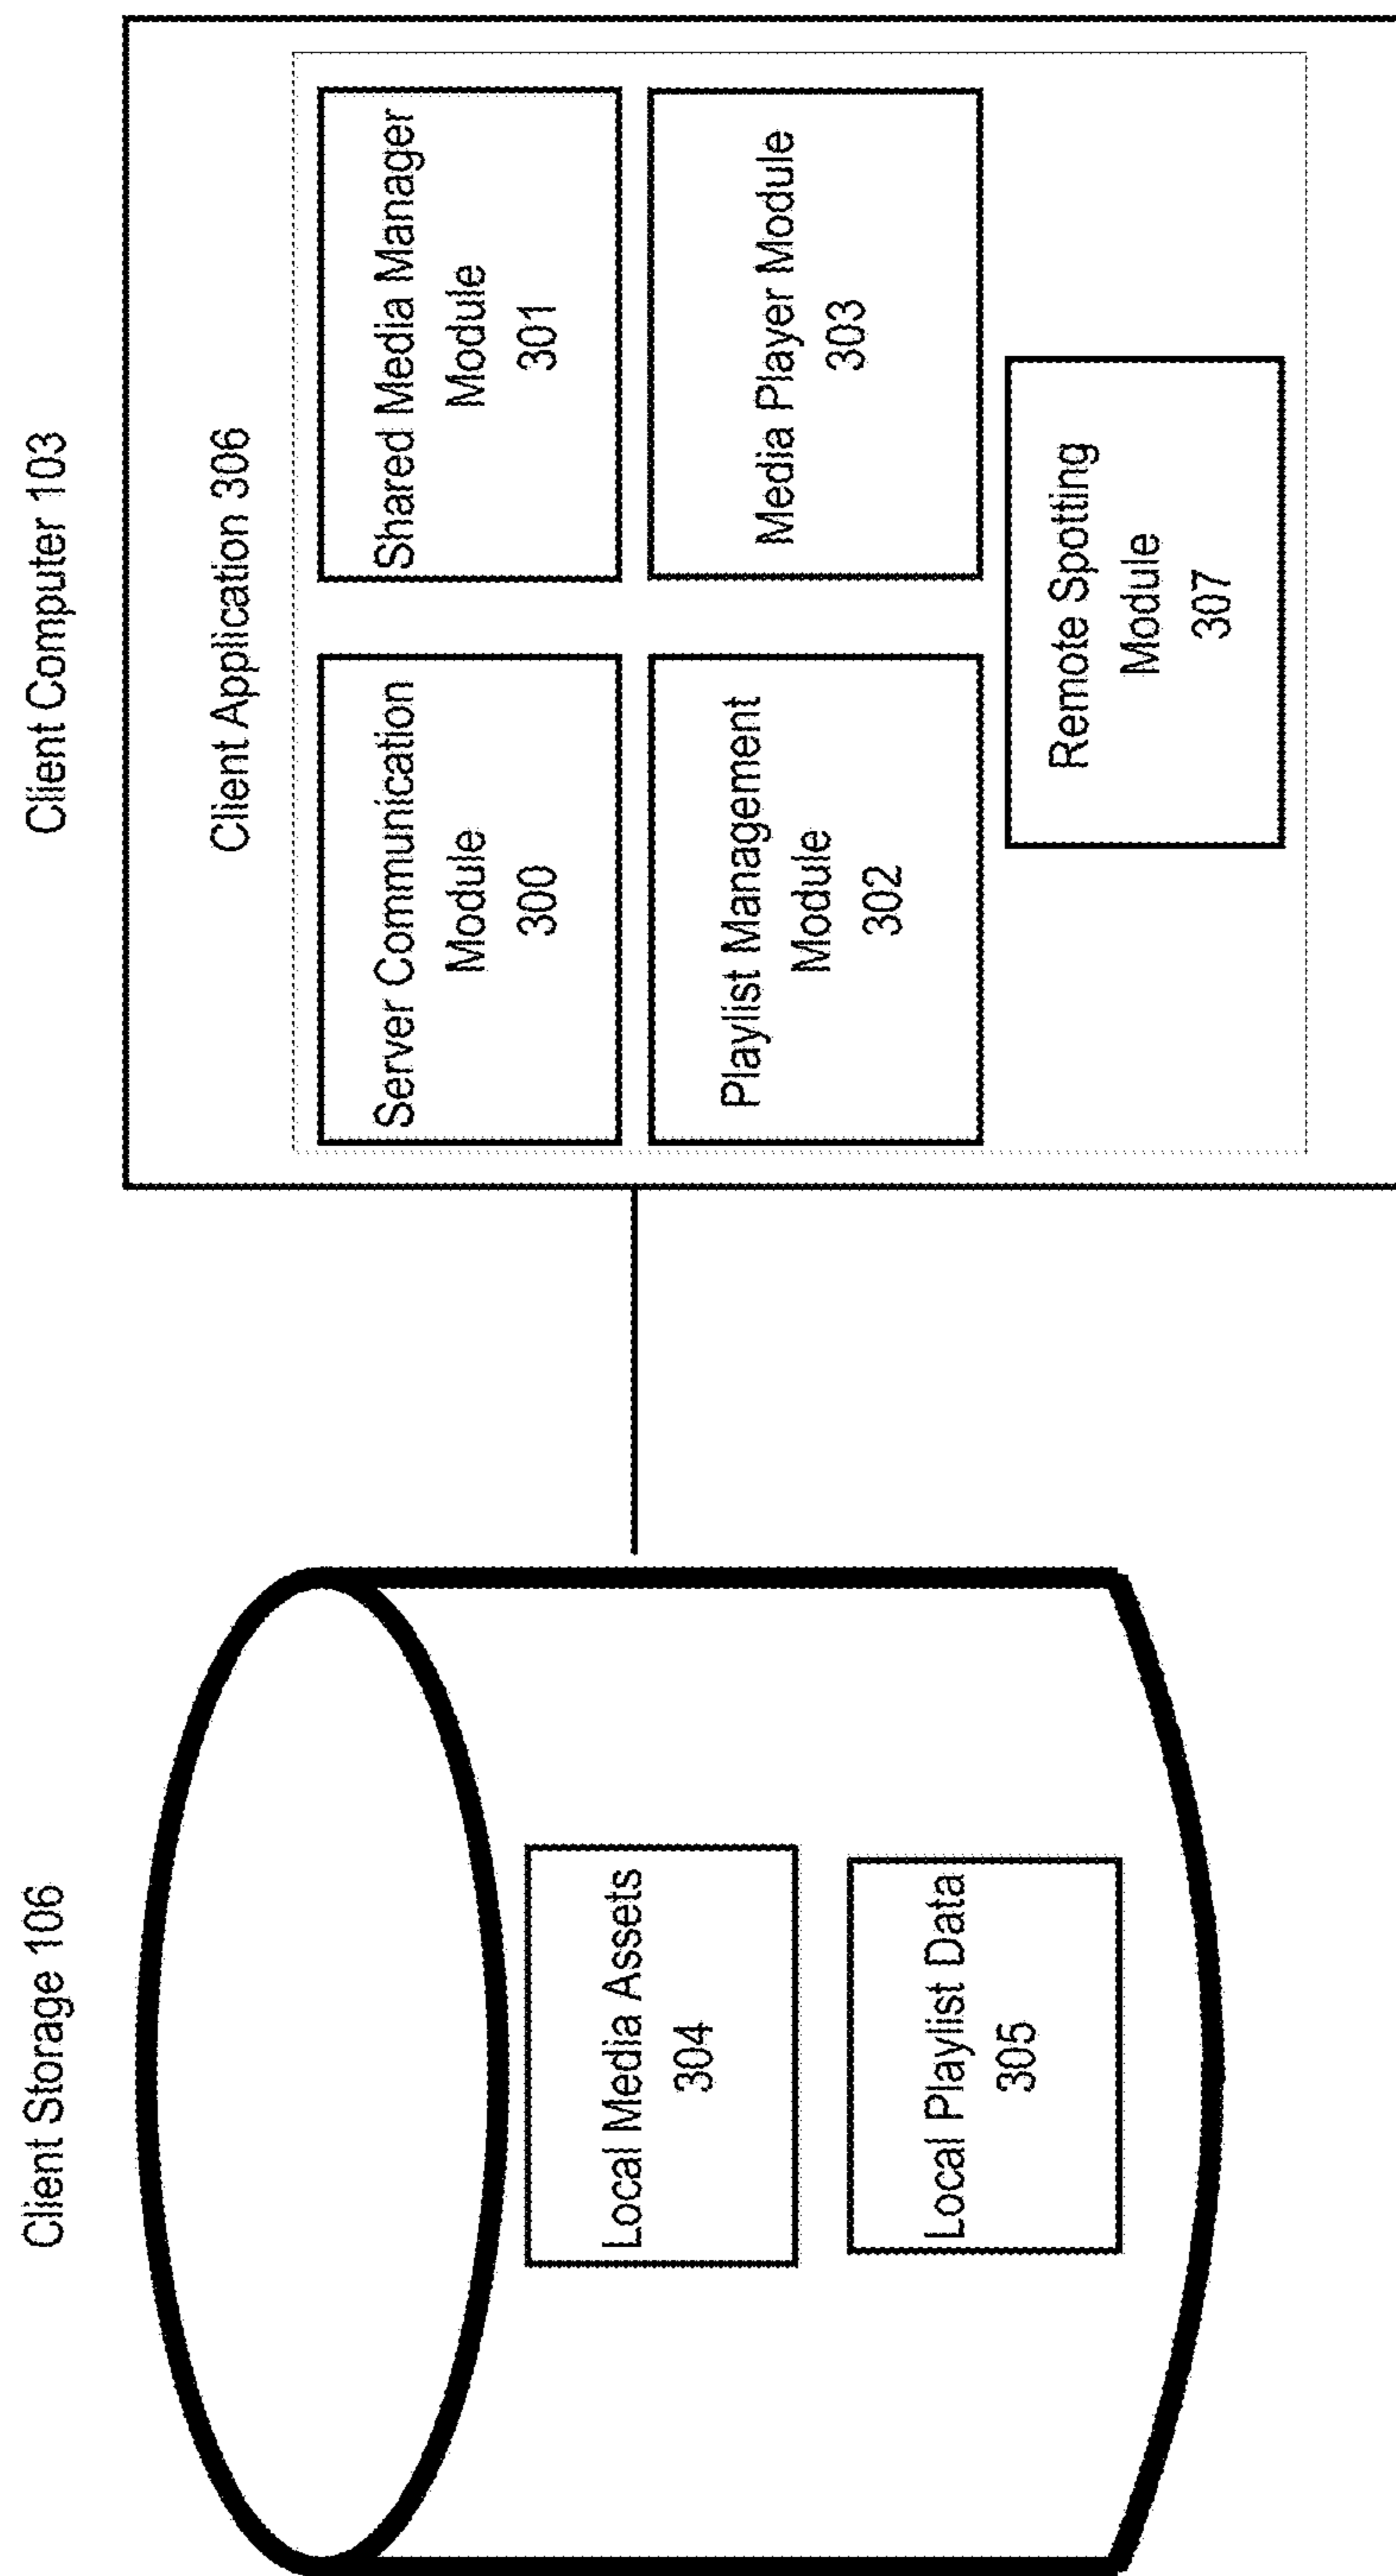 Client Storage 106
Local Media Assets
304
Local Playlist Data
305
Client Computer 103
Client Application 306
Server Communication
Module
300
Shared Media Manager
Module
301
Playlist Management
Module
302
Media Player Module
303
Remote Spotting
Module
307